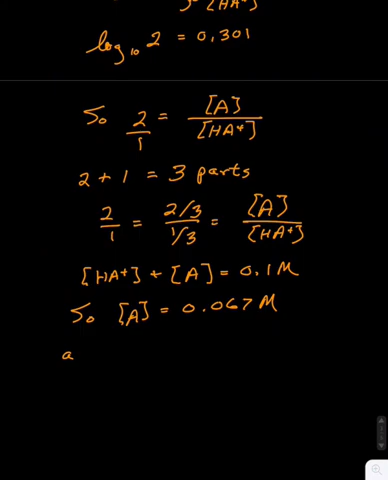 [HA⁺]
log₁₀ 2 = 0.301
So 2/1 = [A]/[HA⁺]
2 + 1 = 3 parts
2/1 = 2/3 / 1/3 = [A]/[HA⁺]
[HA⁺] + [A] = 0.1 M
So [A] = 0.067 M
a